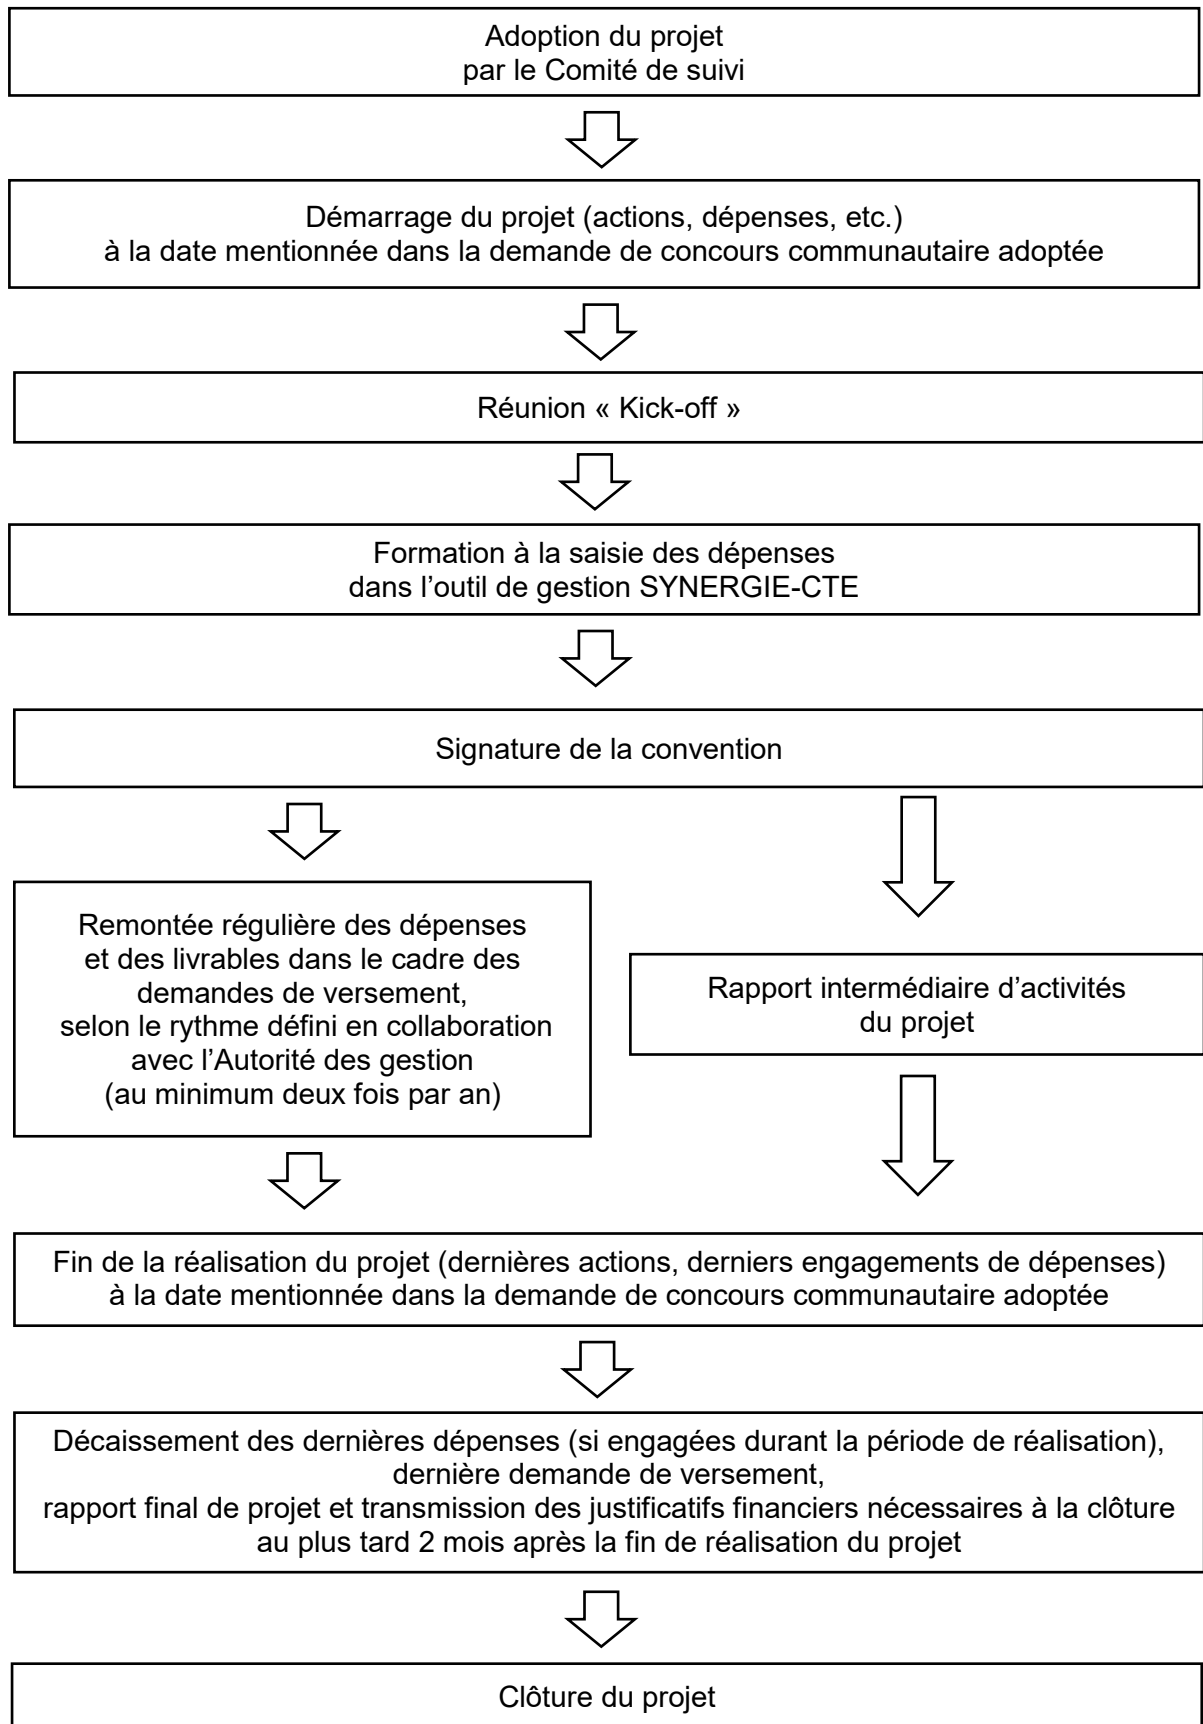 Adoption du projet
par le Comité de suivi
Démarrage du projet (actions, dépenses, etc.)
à la date mentionnée dans la demande de concours communautaire adoptée
Réunion « Kick-off »
Formation à la saisie des dépenses
dans l’outil de gestion SYNERGIE-CTE
Signature de la convention
Remontée régulière des dépenses
et des livrables dans le cadre des
demandes de versement,
selon le rythme défini en collaboration
avec l’Autorité des gestion
(au minimum deux fois par an)
Rapport intermédiaire d’activités
du projet
Fin de la réalisation du projet (dernières actions, derniers engagements de dépenses)
à la date mentionnée dans la demande de concours communautaire adoptée
Décaissement des dernières dépenses (si engagées durant la période de réalisation),
dernière demande de versement,
rapport final de projet et transmission des justificatifs financiers nécessaires à la clôture
au plus tard 2 mois après la fin de réalisation du projet
Clôture du projet